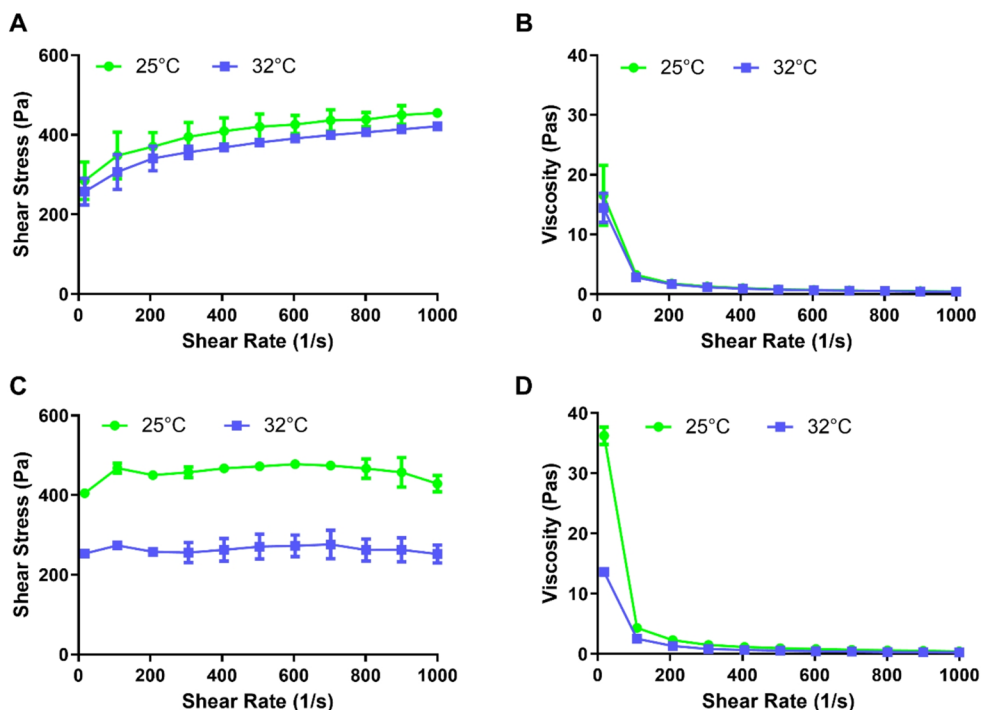 A
600
400
200
0
Shear Stress (Pa)
25°C
32°C
0 200 400 600 800 1000
Shear Rate (1/s)
B
40
30
20
10
0
Viscosity (Pas)
25°C
32°C
0 200 400 600 800 1000
Shear Rate (1/s)
C
600
400
200
0
Shear Stress (Pa)
25°C
32°C
0 200 400 600 800 1000
Shear Rate (1/s)
D
40
30
20
10
0
Viscosity (Pas)
25°C
32°C
0 200 400 600 800 1000
Shear Rate (1/s)